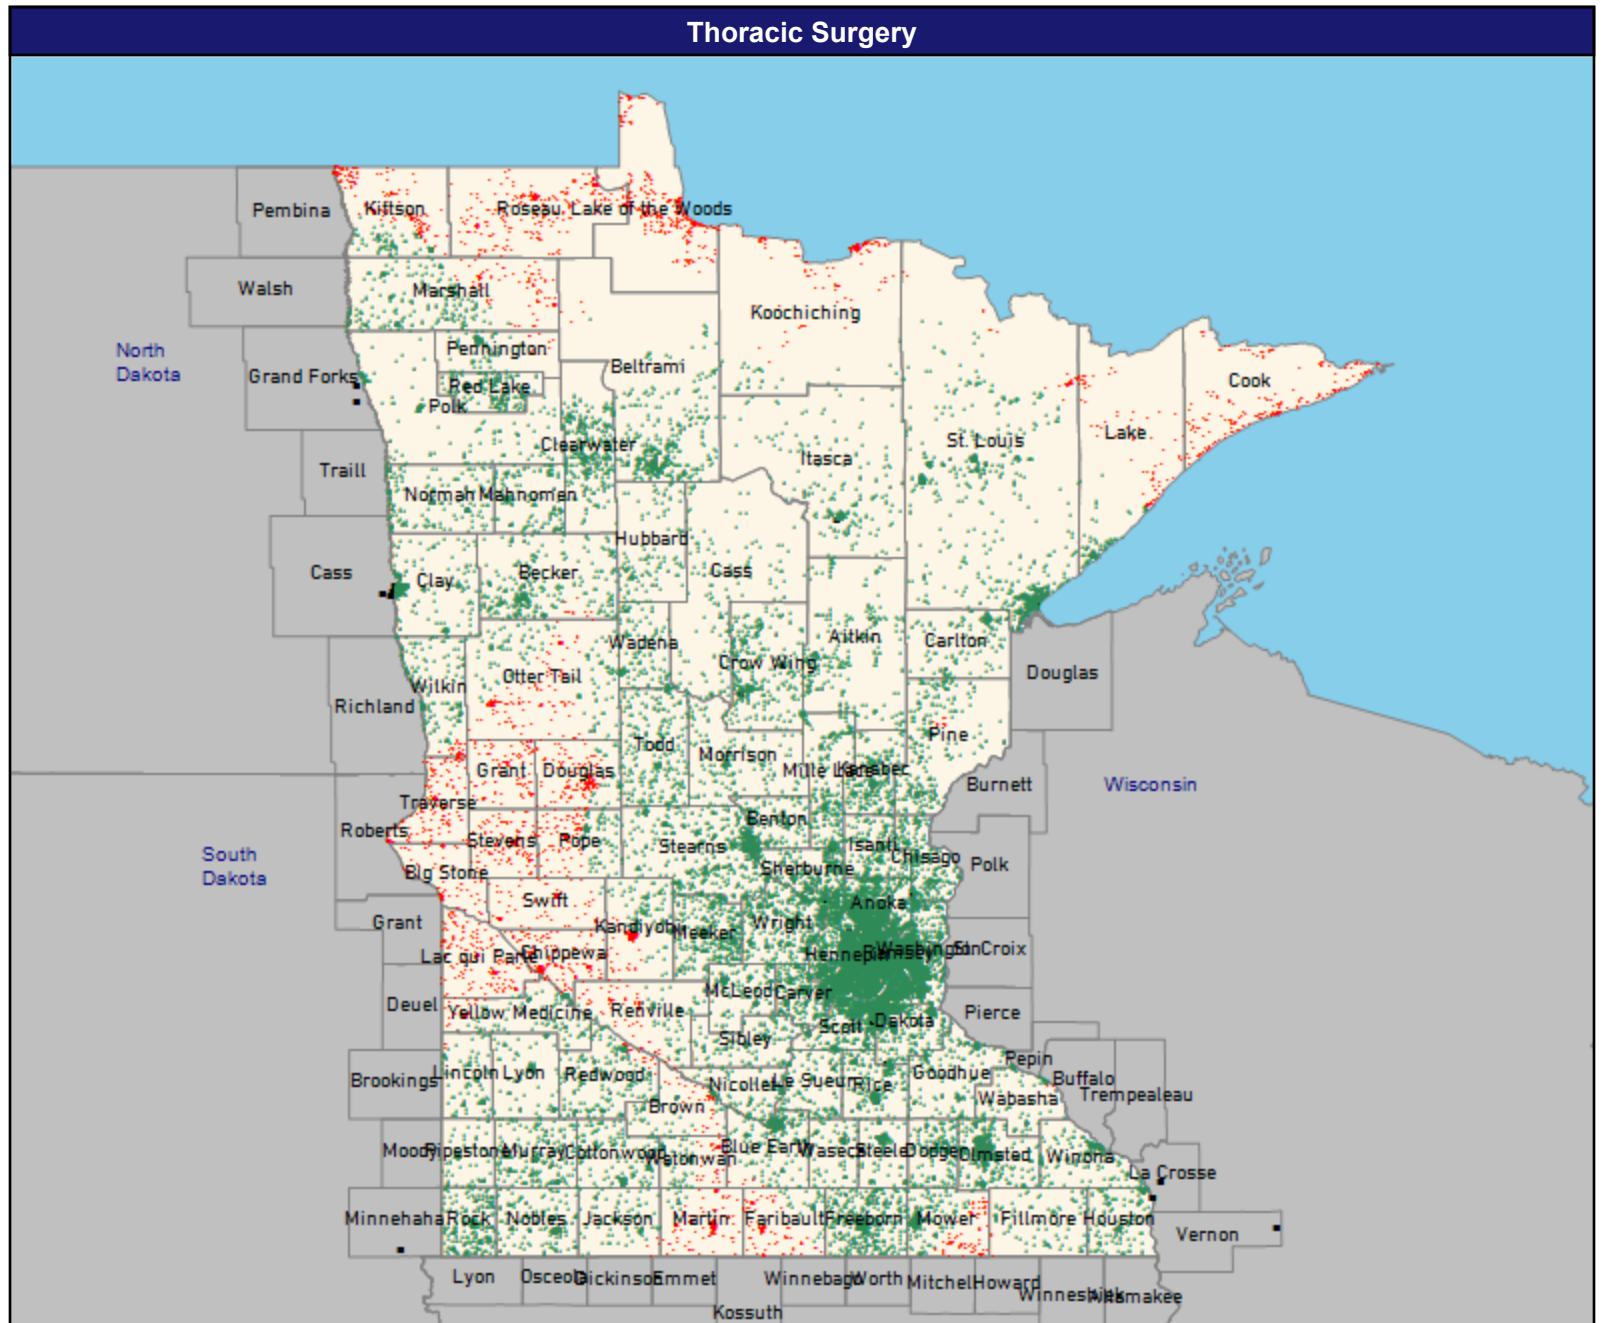 Thoracic Surgery
Pembina
Kittson
Roseau
Lake of the Woods
Walsh
Marshall
Koochiching
North
Dakota
Pennington
Beltrami
Grand Forks
Red Lake
Cook
Polk
Clearwater
St. Louis
Lake
Itasca
Traill
Norman
Mahnomen
Hubbard
Cass
Clay
Becker
Cass
Wadena
Aitkin
Carlton
Crow Wing
Douglas
Otter Tail
Wilkin
Richland
Pine
Todd
Morrison
Mille Lacs
Kanabec
Grant
Douglas
Burnett
Wisconsin
Traverse
Benton
Roberts
Stevens
Pope
Stearns
Isanti
Chisago
South
Dakota
Big Stone
Sherburne
Polk
Swift
Anoka
Grant
Kandiyohi
Meeker
Wright
Lac qui Parle
Chippewa
Hennepin
Ramsey
Washington
St. Croix
Deuel
Yellow Medicine
Renville
McLeod
Carver
Scott
Dakota
Pierce
Sibley
Pepin
Brookings
Lincoln
Lyon
Redwood
Nicollet
Le Sueur
Rice
Goodhue
Buffalo
Trempealeau
Wabasha
Brown
Moody
Pipestone
Murray
Cottonwood
Watonwan
Blue Earth
Waseca
Steele
Dodge
Olmsted
Winona
La Crosse
Minnehaha
Rock
Nobles
Jackson
Martin
Faribault
Freeborn
Mower
Fillmore
Houston
Vernon
Lyon
Osceola
Dickinson
Emmet
Winnebago
Worth
Mitchell
Howard
Winneshiek
Allamakee
Kossuth